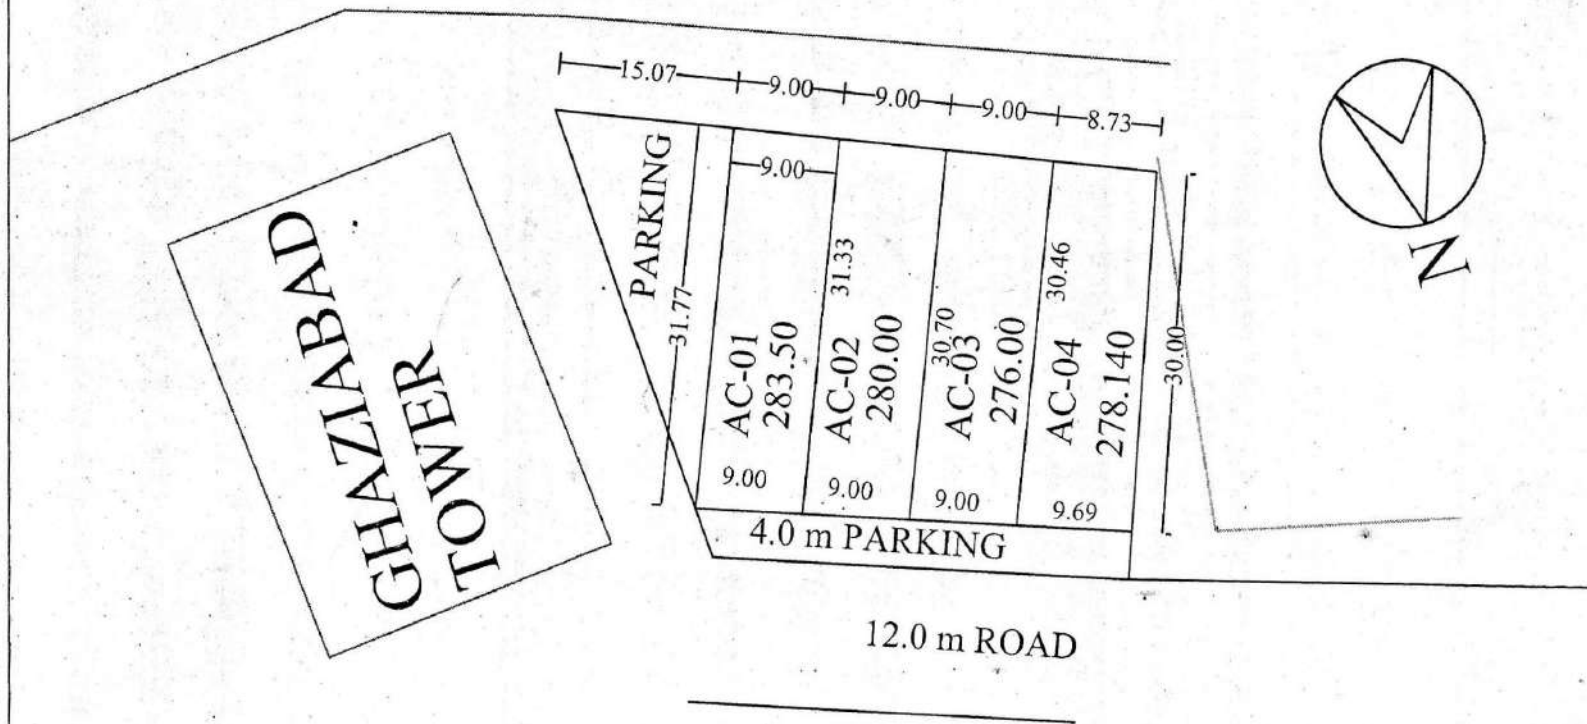 15.07
9.00
9.00
9.00
8.73
PARKING
9.00
31.77
31.33
30.70
30.46
30.00
AC-01
283.50
AC-02
280.00
AC-03
276.00
AC-04
278.140
9.00
9.00
9.00
9.69
4.0 m PARKING
12.0 m ROAD
GHAZIABAD
TOWER
N